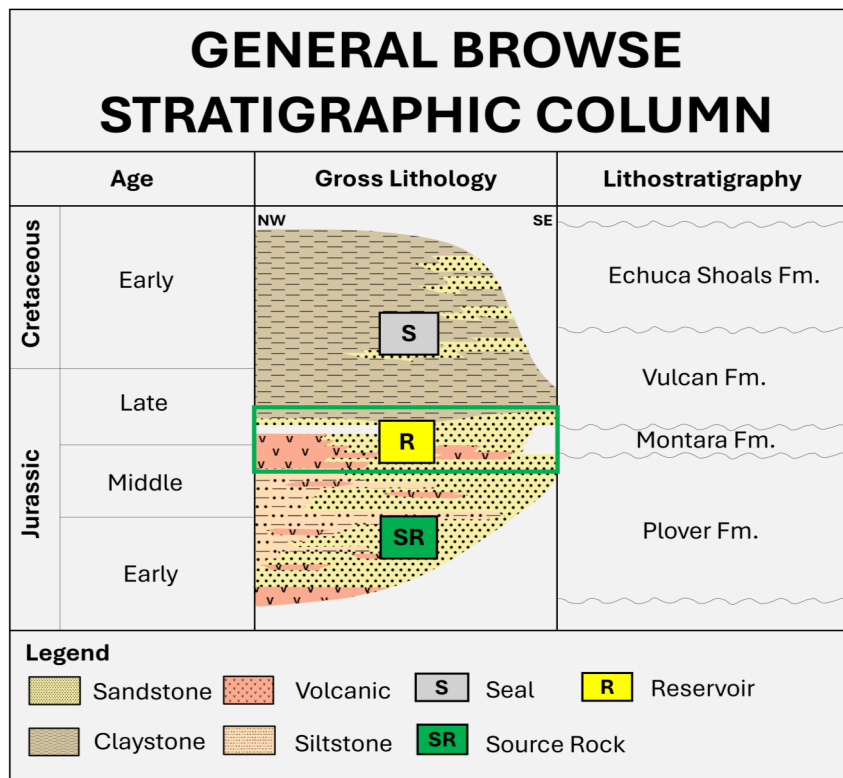 GENERAL BROWSE
STRATIGRAPHIC COLUMN
Age
Gross Lithology
Lithostratigraphy
NW
SE
Cretaceous
Early
Echuca Shoals Fm.
S
Vulcan Fm.
Jurassic
Late
R
Montara Fm.
Middle
Plover Fm.
SR
Early
Legend
Sandstone
Volcanic
S
Seal
R
Reservoir
Claystone
Siltstone
SR
Source Rock